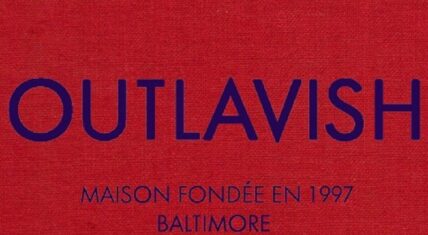 OUTLAVISH
MAISON FONDÉE EN 1997
BALTIMORE